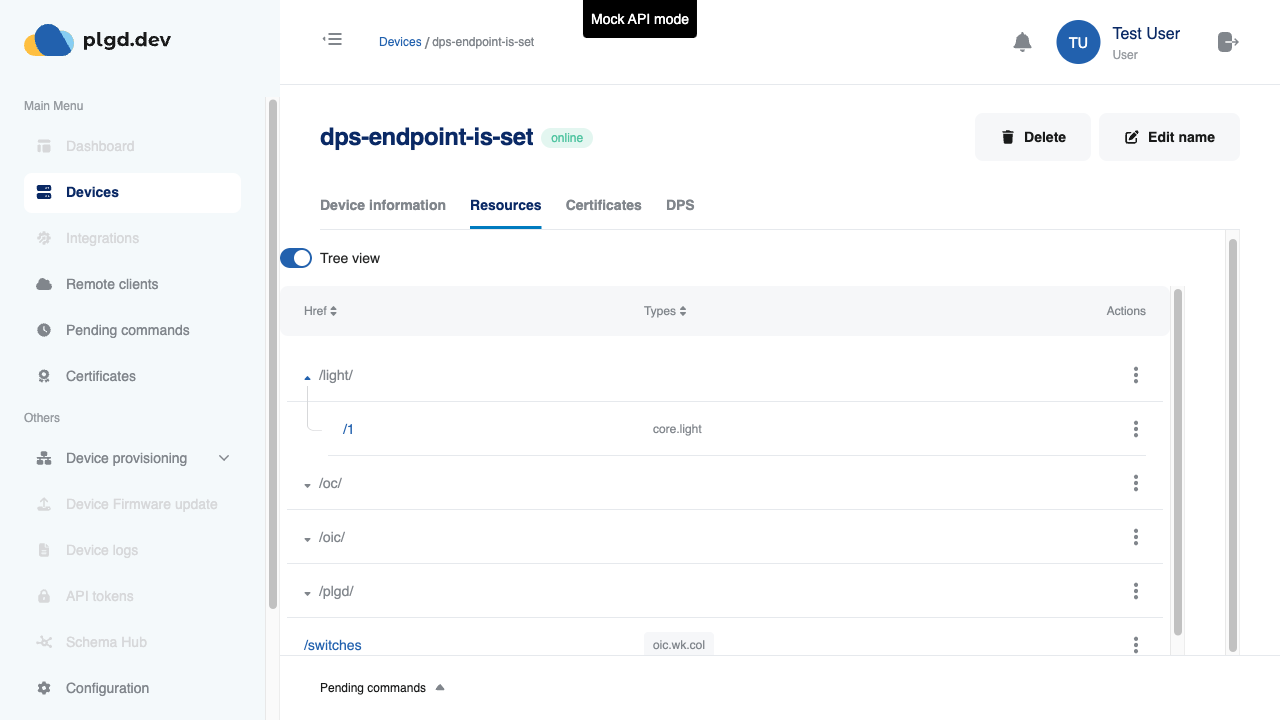 Mock API mode
plgd.dev
Devices / dps-endpoint-is-set
TU
Test User
User
Main Menu
Dashboard
Devices
Integrations
Remote clients
Pending commands
Certificates
Others
Device provisioning
Device Firmware update
Device logs
API tokens
Schema Hub
Configuration
dps-endpoint-is-set online
Delete
Edit name
Device information Resources Certificates DPS
Tree view
Href Types Actions
/light/
/1 core.light
/oc/
/oic/
/plgd/
/switches oic.wk.col
Pending commands